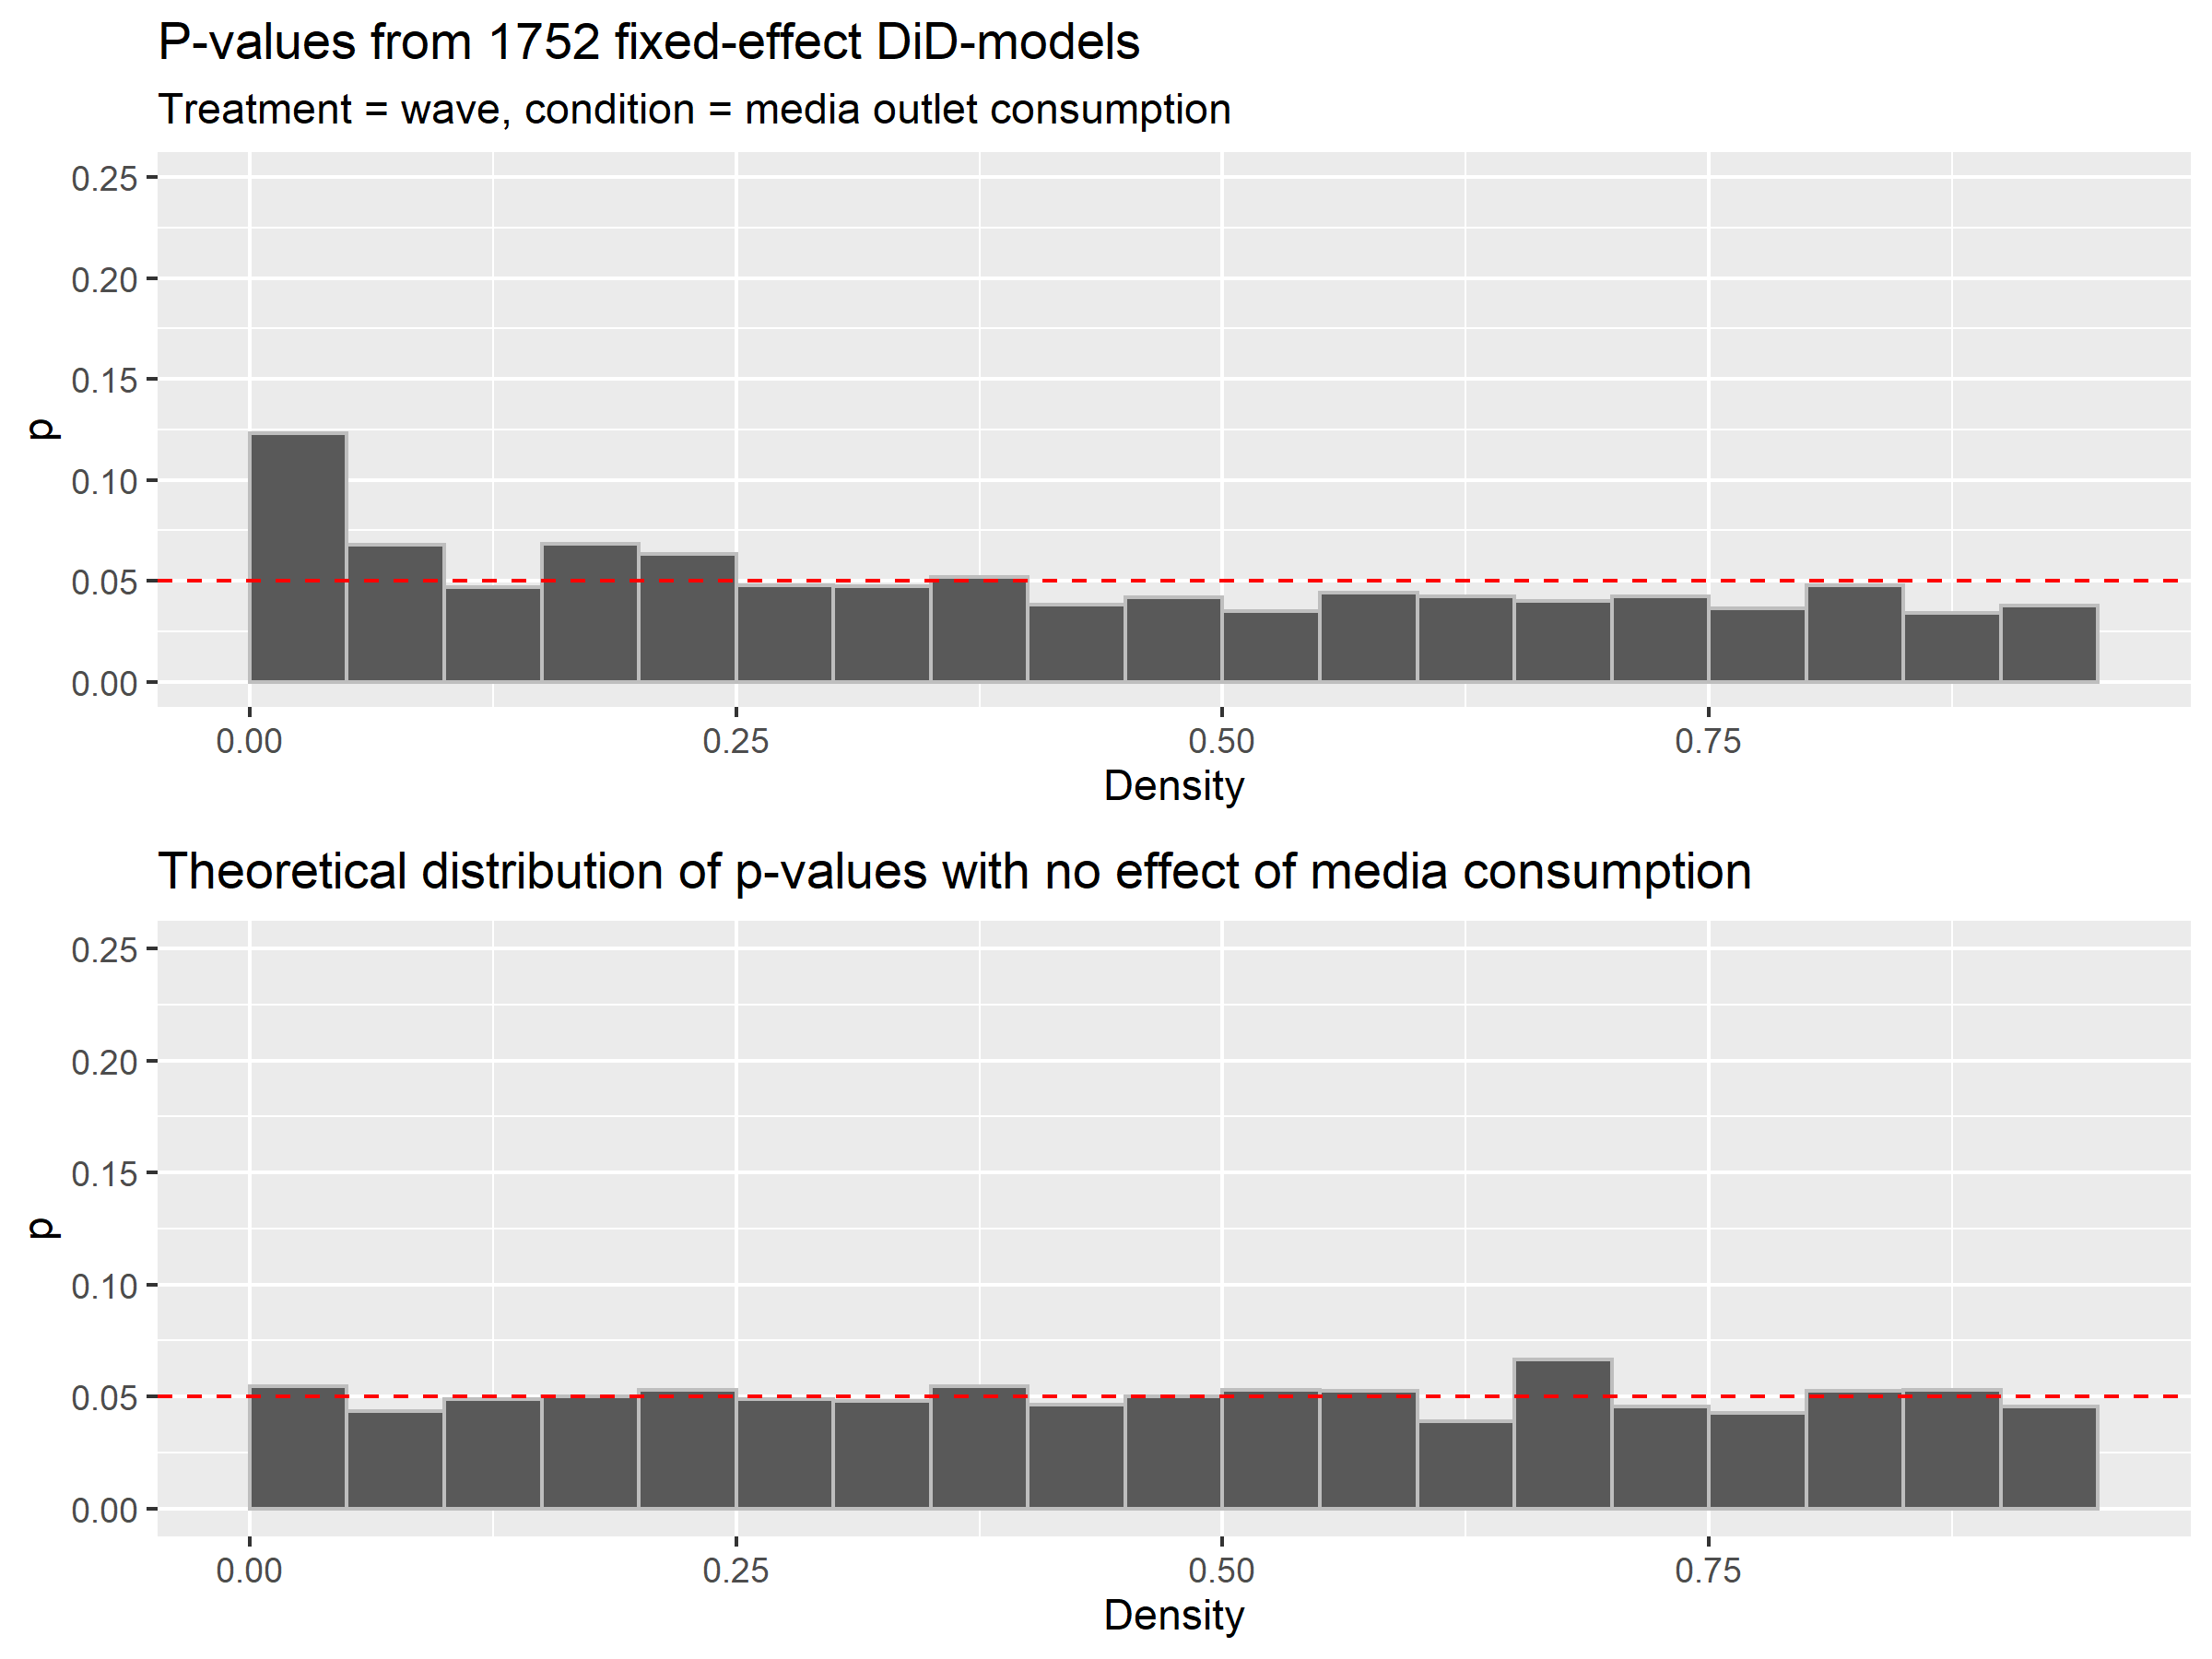 P-values from 1752 fixed-effect DiD-models
Treatment = wave, condition = media outlet consumption
0.25
0.20
0.15
0.10
0.05
0.00
p
0.00 0.25 0.50 0.75
Density
Theoretical distribution of p-values with no effect of media consumption
0.25
0.20
0.15
0.10
0.05
0.00
p
0.00 0.25 0.50 0.75
Density